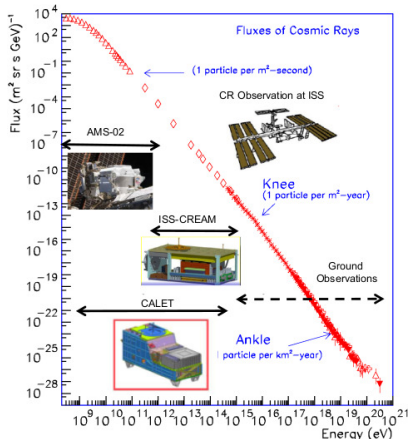 Fluxes of Cosmic Rays
(1 particle per m²–second)
CR Observation at ISS
AMS-02
Knee
(1 particle per m²–year)
ISS-CREAM
Ground
Observations
CALET
Ankle
(1 particle per km²–year)
Flux (m² sr s GeV)⁻¹
10⁴
10²
10⁻¹
10⁻⁴
10⁻⁷
10⁻¹⁰
10⁻¹³
10⁻¹⁶
10⁻¹⁹
10⁻²²
10⁻²⁵
10⁻²⁸
10⁹ 10¹⁰ 10¹¹ 10¹² 10¹³ 10¹⁴ 10¹⁵ 10¹⁶ 10¹⁷ 10¹⁸ 10¹⁹ 10²⁰ 10²¹
Energy (eV)